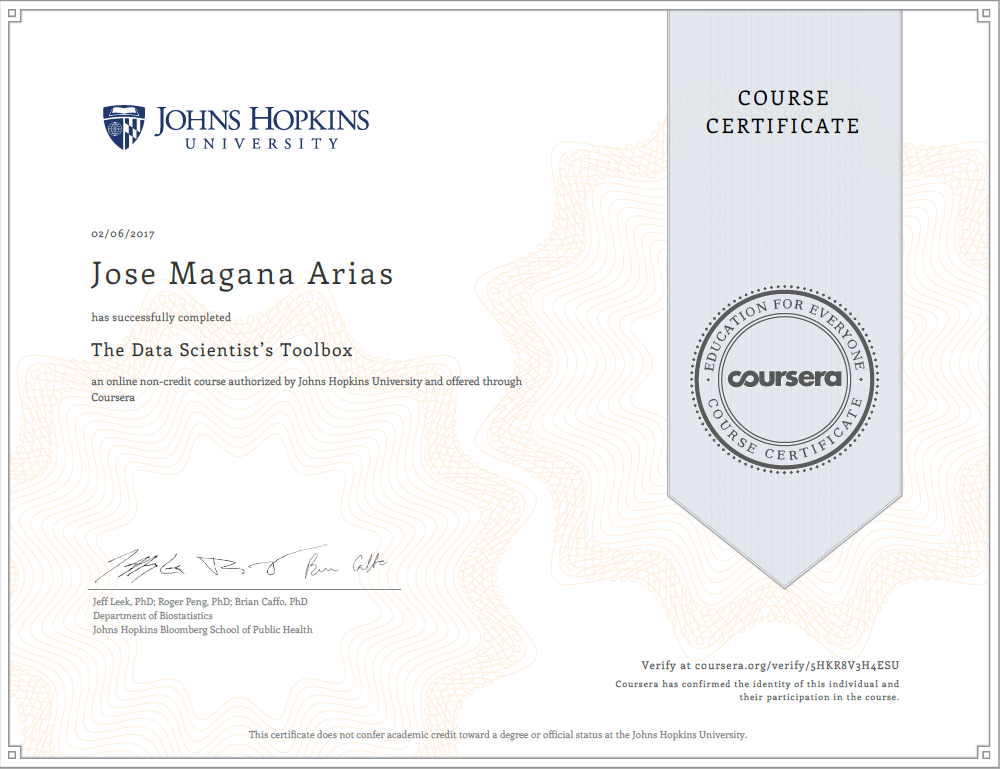 JOHNS HOPKINS
UNIVERSITY
COURSE
CERTIFICATE
02/06/2017
Jose Magana Arias
has successfully completed
The Data Scientist's Toolbox
an online non-credit course authorized by Johns Hopkins University and offered through
Coursera
EDUCATION FOR EVERYONE
coursera
COURSE CERTIFICATE
Jeff Leek, PhD; Roger Peng, PhD; Brian Caffo, PhD
Department of Biostatistics
Johns Hopkins Bloomberg School of Public Health
Verify at coursera.org/verify/5HKR8V3H4ESU
Coursera has confirmed the identity of this individual and
their participation in the course.
This certificate does not confer academic credit toward a degree or official status at the Johns Hopkins University.